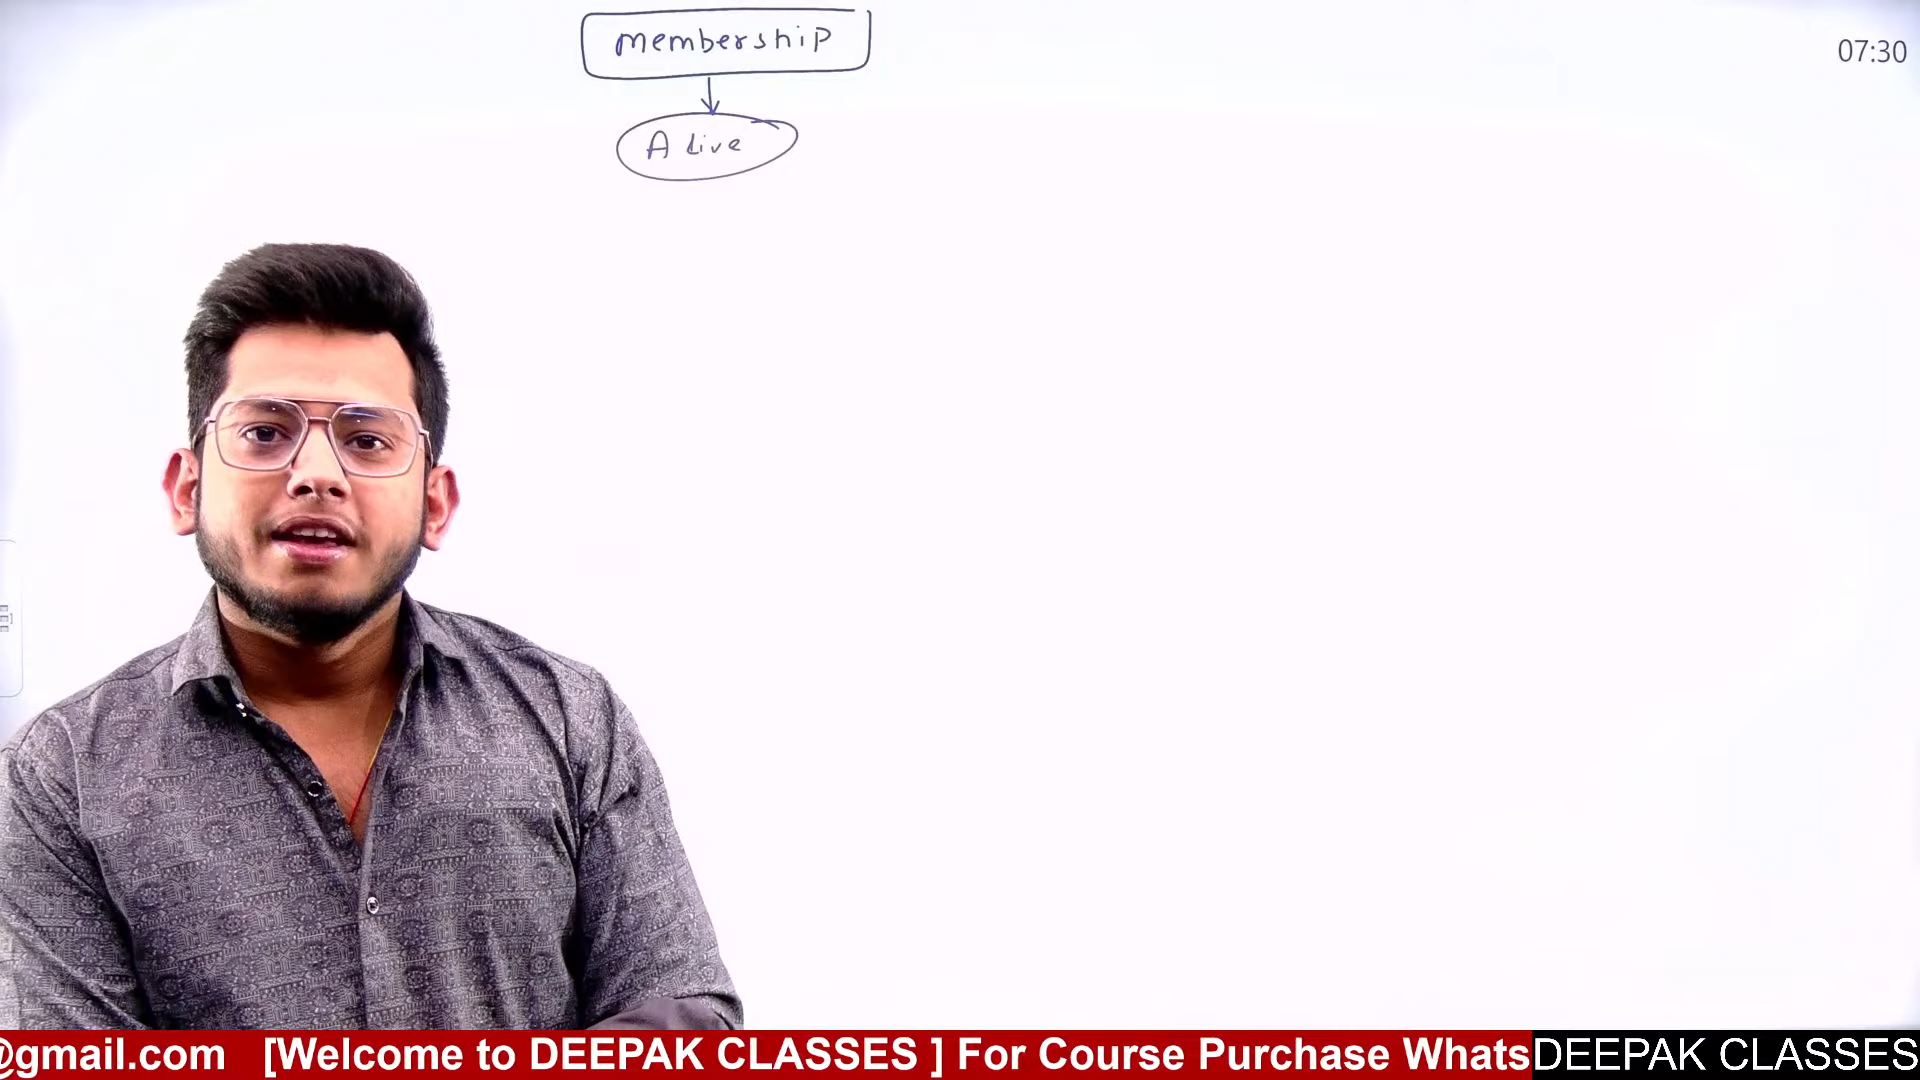 membership
07:30
A Live
@gmail.com [Welcome to DEEPAK CLASSES ] For Course Purchase Whats
DEEPAK CLASSES